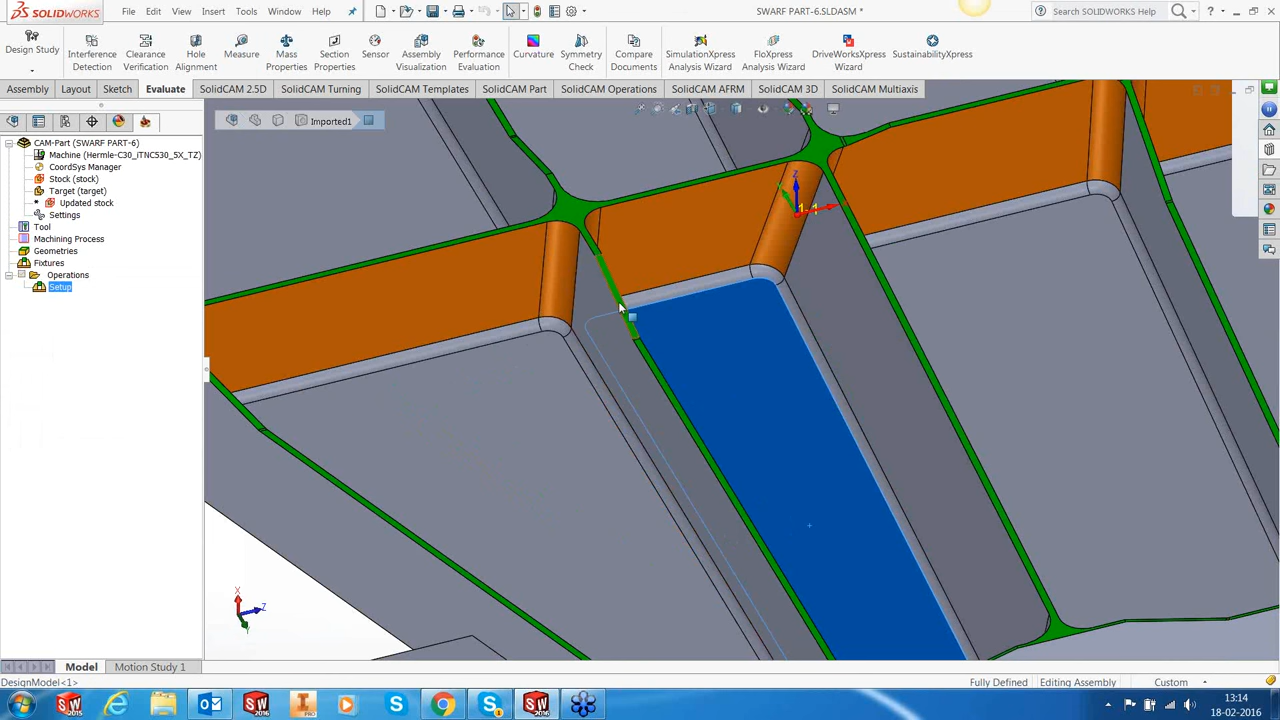 SOLIDWORKS
File Edit View Insert Tools Window Help
SWARF PART-6.SLDASM *
Search SOLIDWORKS Help
Design Study
Interference Detection
Clearance Verification
Hole Alignment
Measure
Mass Properties
Section Properties
Sensor
Assembly Visualization
Performance Evaluation
Curvature
Symmetry Check
Compare Documents
SimulationXpress Analysis Wizard
FloXpress Analysis Wizard
DriveWorksXpress Wizard
SustainabilityXpress
Assembly Layout Sketch Evaluate SolidCAM 2.5D SolidCAM Turning SolidCAM Templates SolidCAM Part SolidCAM Operations SolidCAM AFRM SolidCAM 3D SolidCAM Multiaxis
Imported1
CAM-Part (SWARF PART-6)
Machine (Hermle-C30_iTNC530_5X_TZ)
CoordSys Manager
Stock (stock)
Target (target)
* Updated stock
Settings
Tool
Machining Process
Geometries
Fixtures
Operations
Setup
Z
X
Z
Y
Model Motion Study 1
DesignModel<1>
Fully Defined Editing Assembly Custom
13:14
18-02-2016